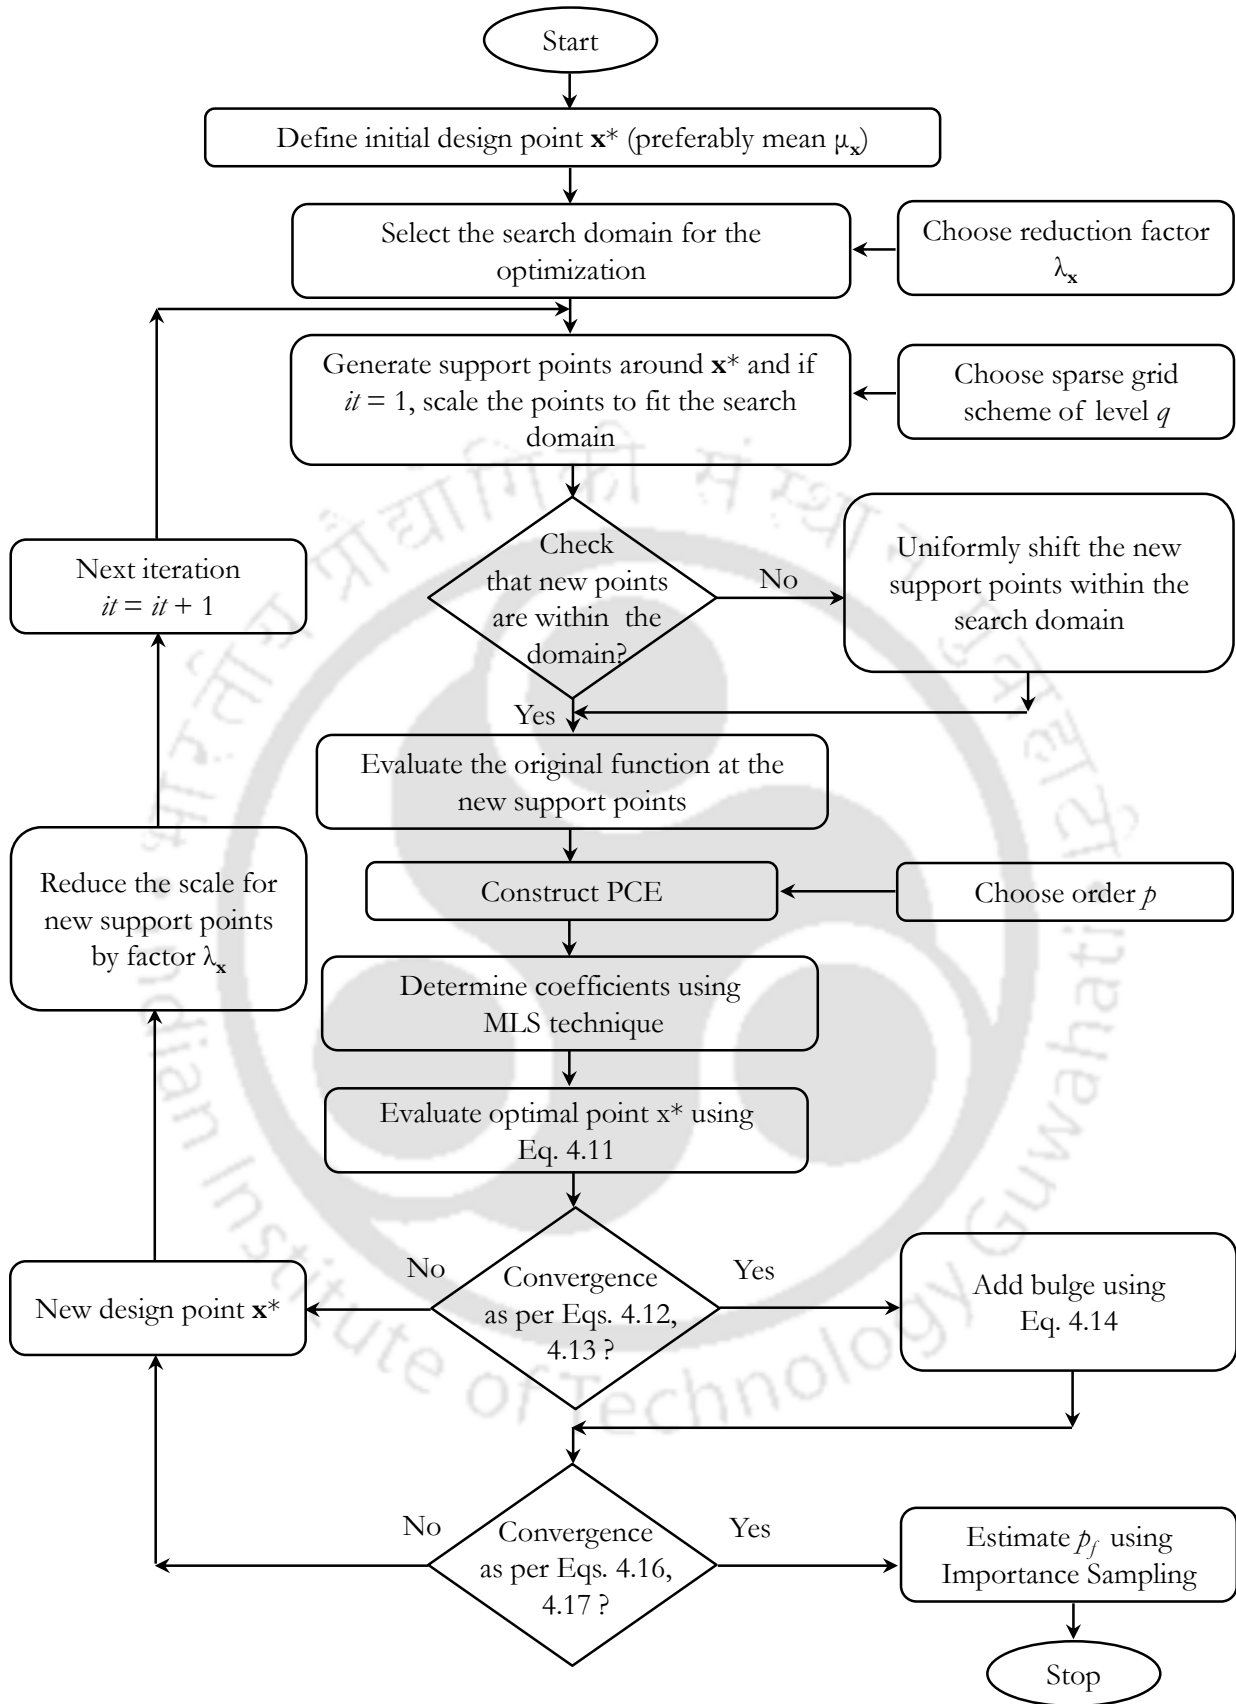 Start
Define initial design point x* (preferably mean μx)
Select the search domain for the
optimization
Choose reduction factor
λx
Generate support points around x* and if
it = 1, scale the points to fit the search
domain
Choose sparse grid
scheme of level q
Check
that new points
are within the
domain?
No
Uniformly shift the new
support points within the
search domain
Next iteration
it = it + 1
Yes
Evaluate the original function at the
new support points
Reduce the scale for
new support points
by factor λx
Construct PCE
Choose order p
Determine coefficients using
MLS technique
Evaluate optimal point x* using
Eq. 4.11
New design point x*
No
Convergence
as per Eqs. 4.12,
4.13 ?
Yes
Add bulge using
Eq. 4.14
No
Convergence
as per Eqs. 4.16,
4.17 ?
Yes
Estimate pf using
Importance Sampling
Stop
भारतीय प्रौद्योगिकी संस्थान गुवाहाटी
Indian Institute of Technology Guwahati